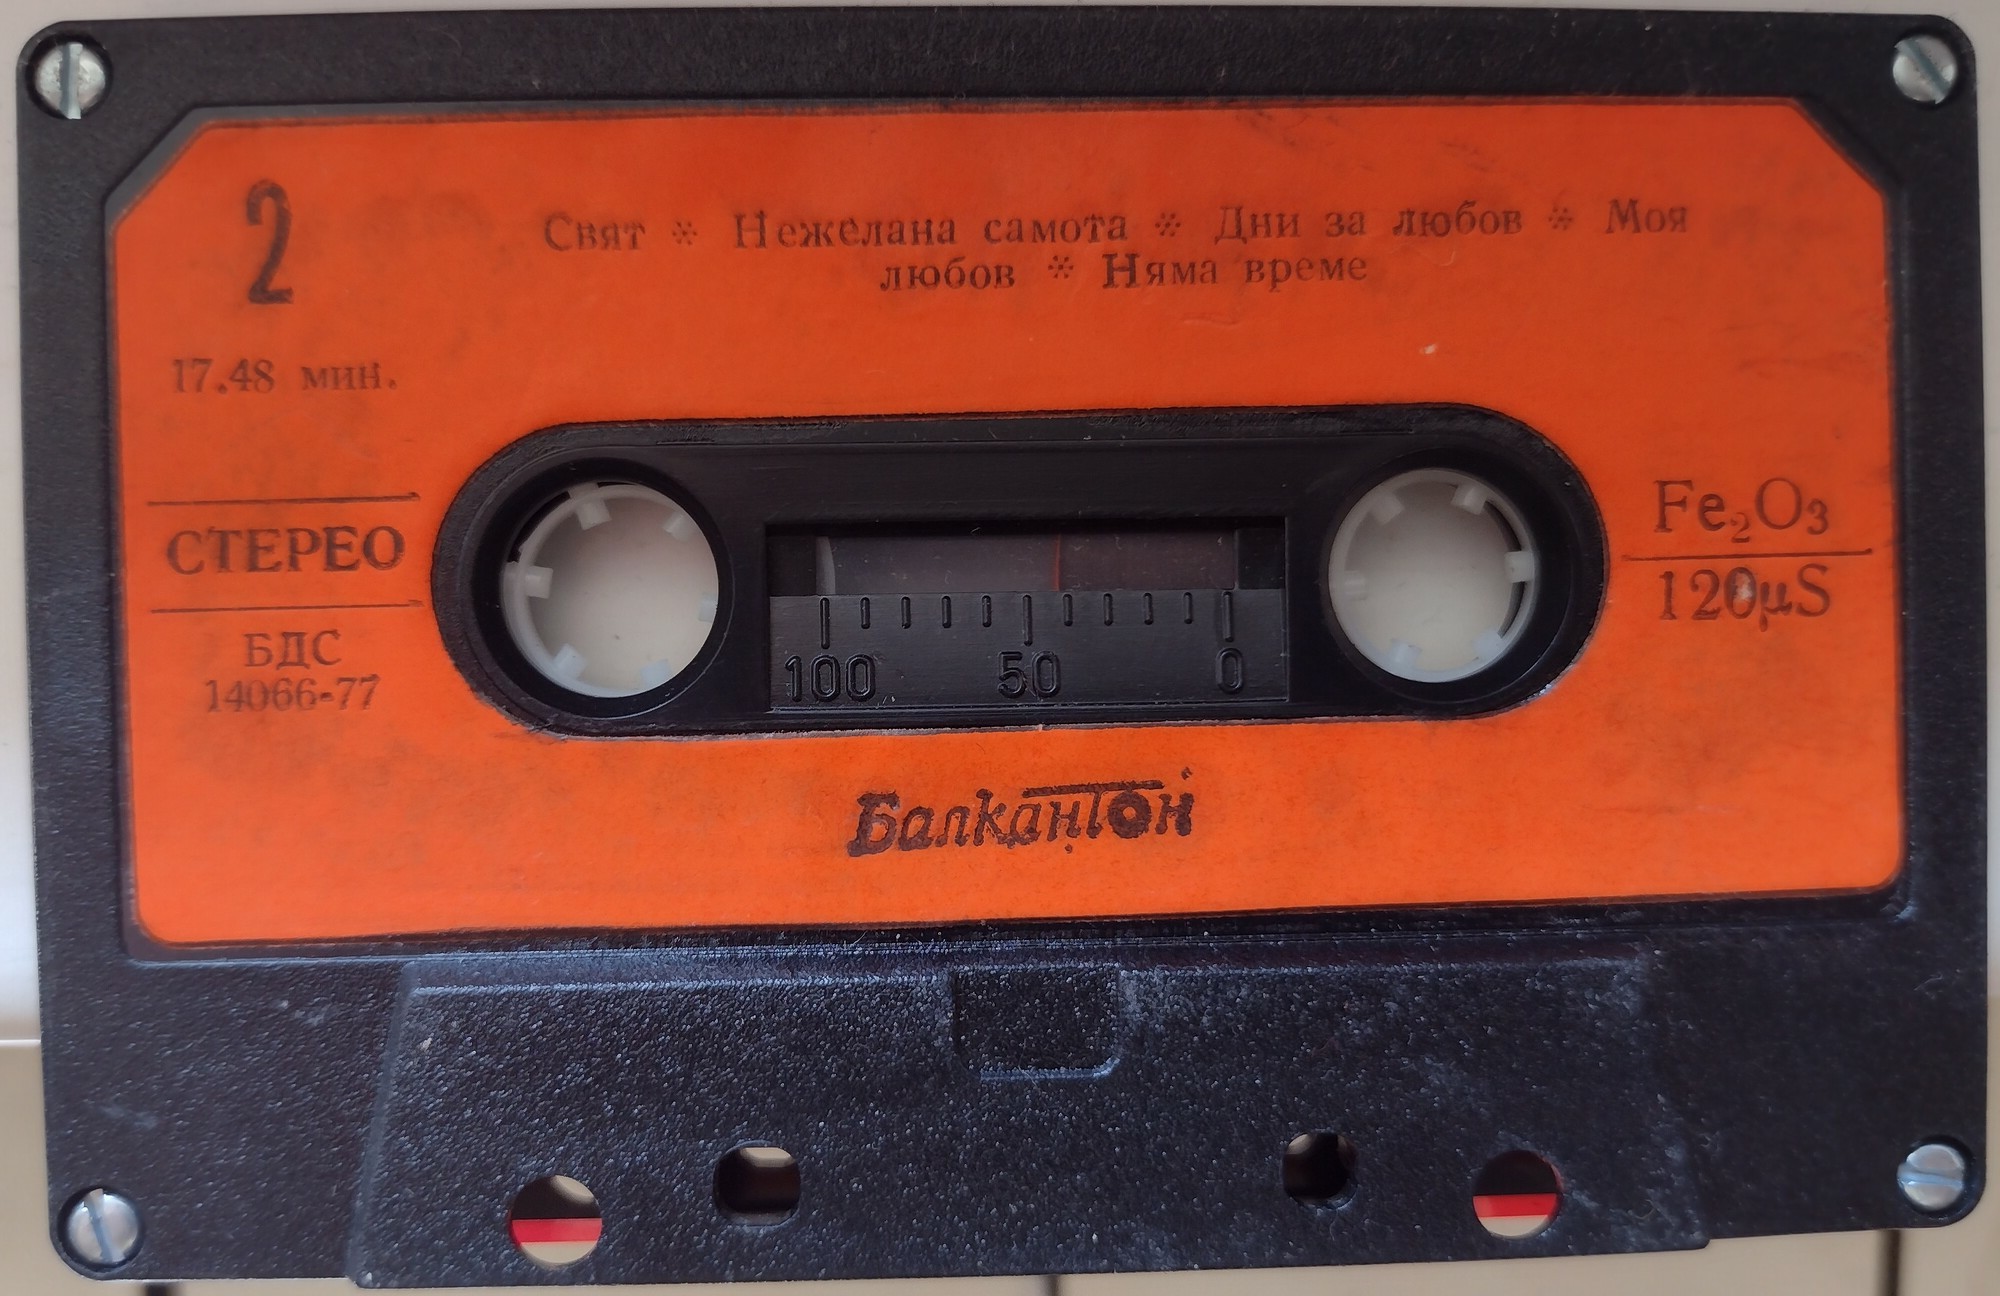 2
Свят * Нежелана самота * Дни за любов * Моя
любов * Няма време
17.48 мин.
СТЕРЕО
БДС
14066-77
Fe₂O₃
120μS
100 50 0
Балкантон